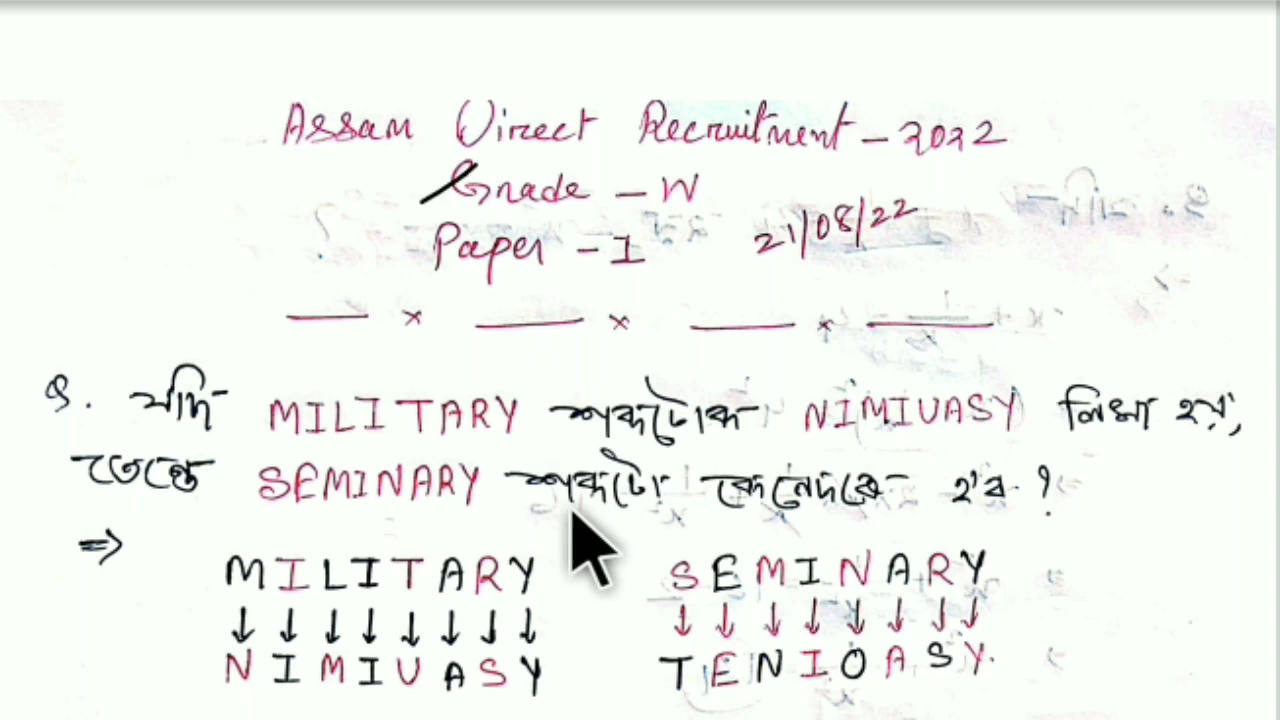 Assam Direct Recruitment - 2022
Grade - IV
Paper - I 21/08/22
Q. যদি MILITARY শব্দটোক NIMIUASY লিখা হয়,
তেন্তে SEMINARY শব্দটো কেনেদৰে হ'ব ?
⇒
MILITARY SEMINARY
↓ ↓ ↓ ↓ ↓ ↓ ↓ ↓ ↓ ↓ ↓ ↓ ↓ ↓ ↓ ↓
NIMIUASY TENIOASY.